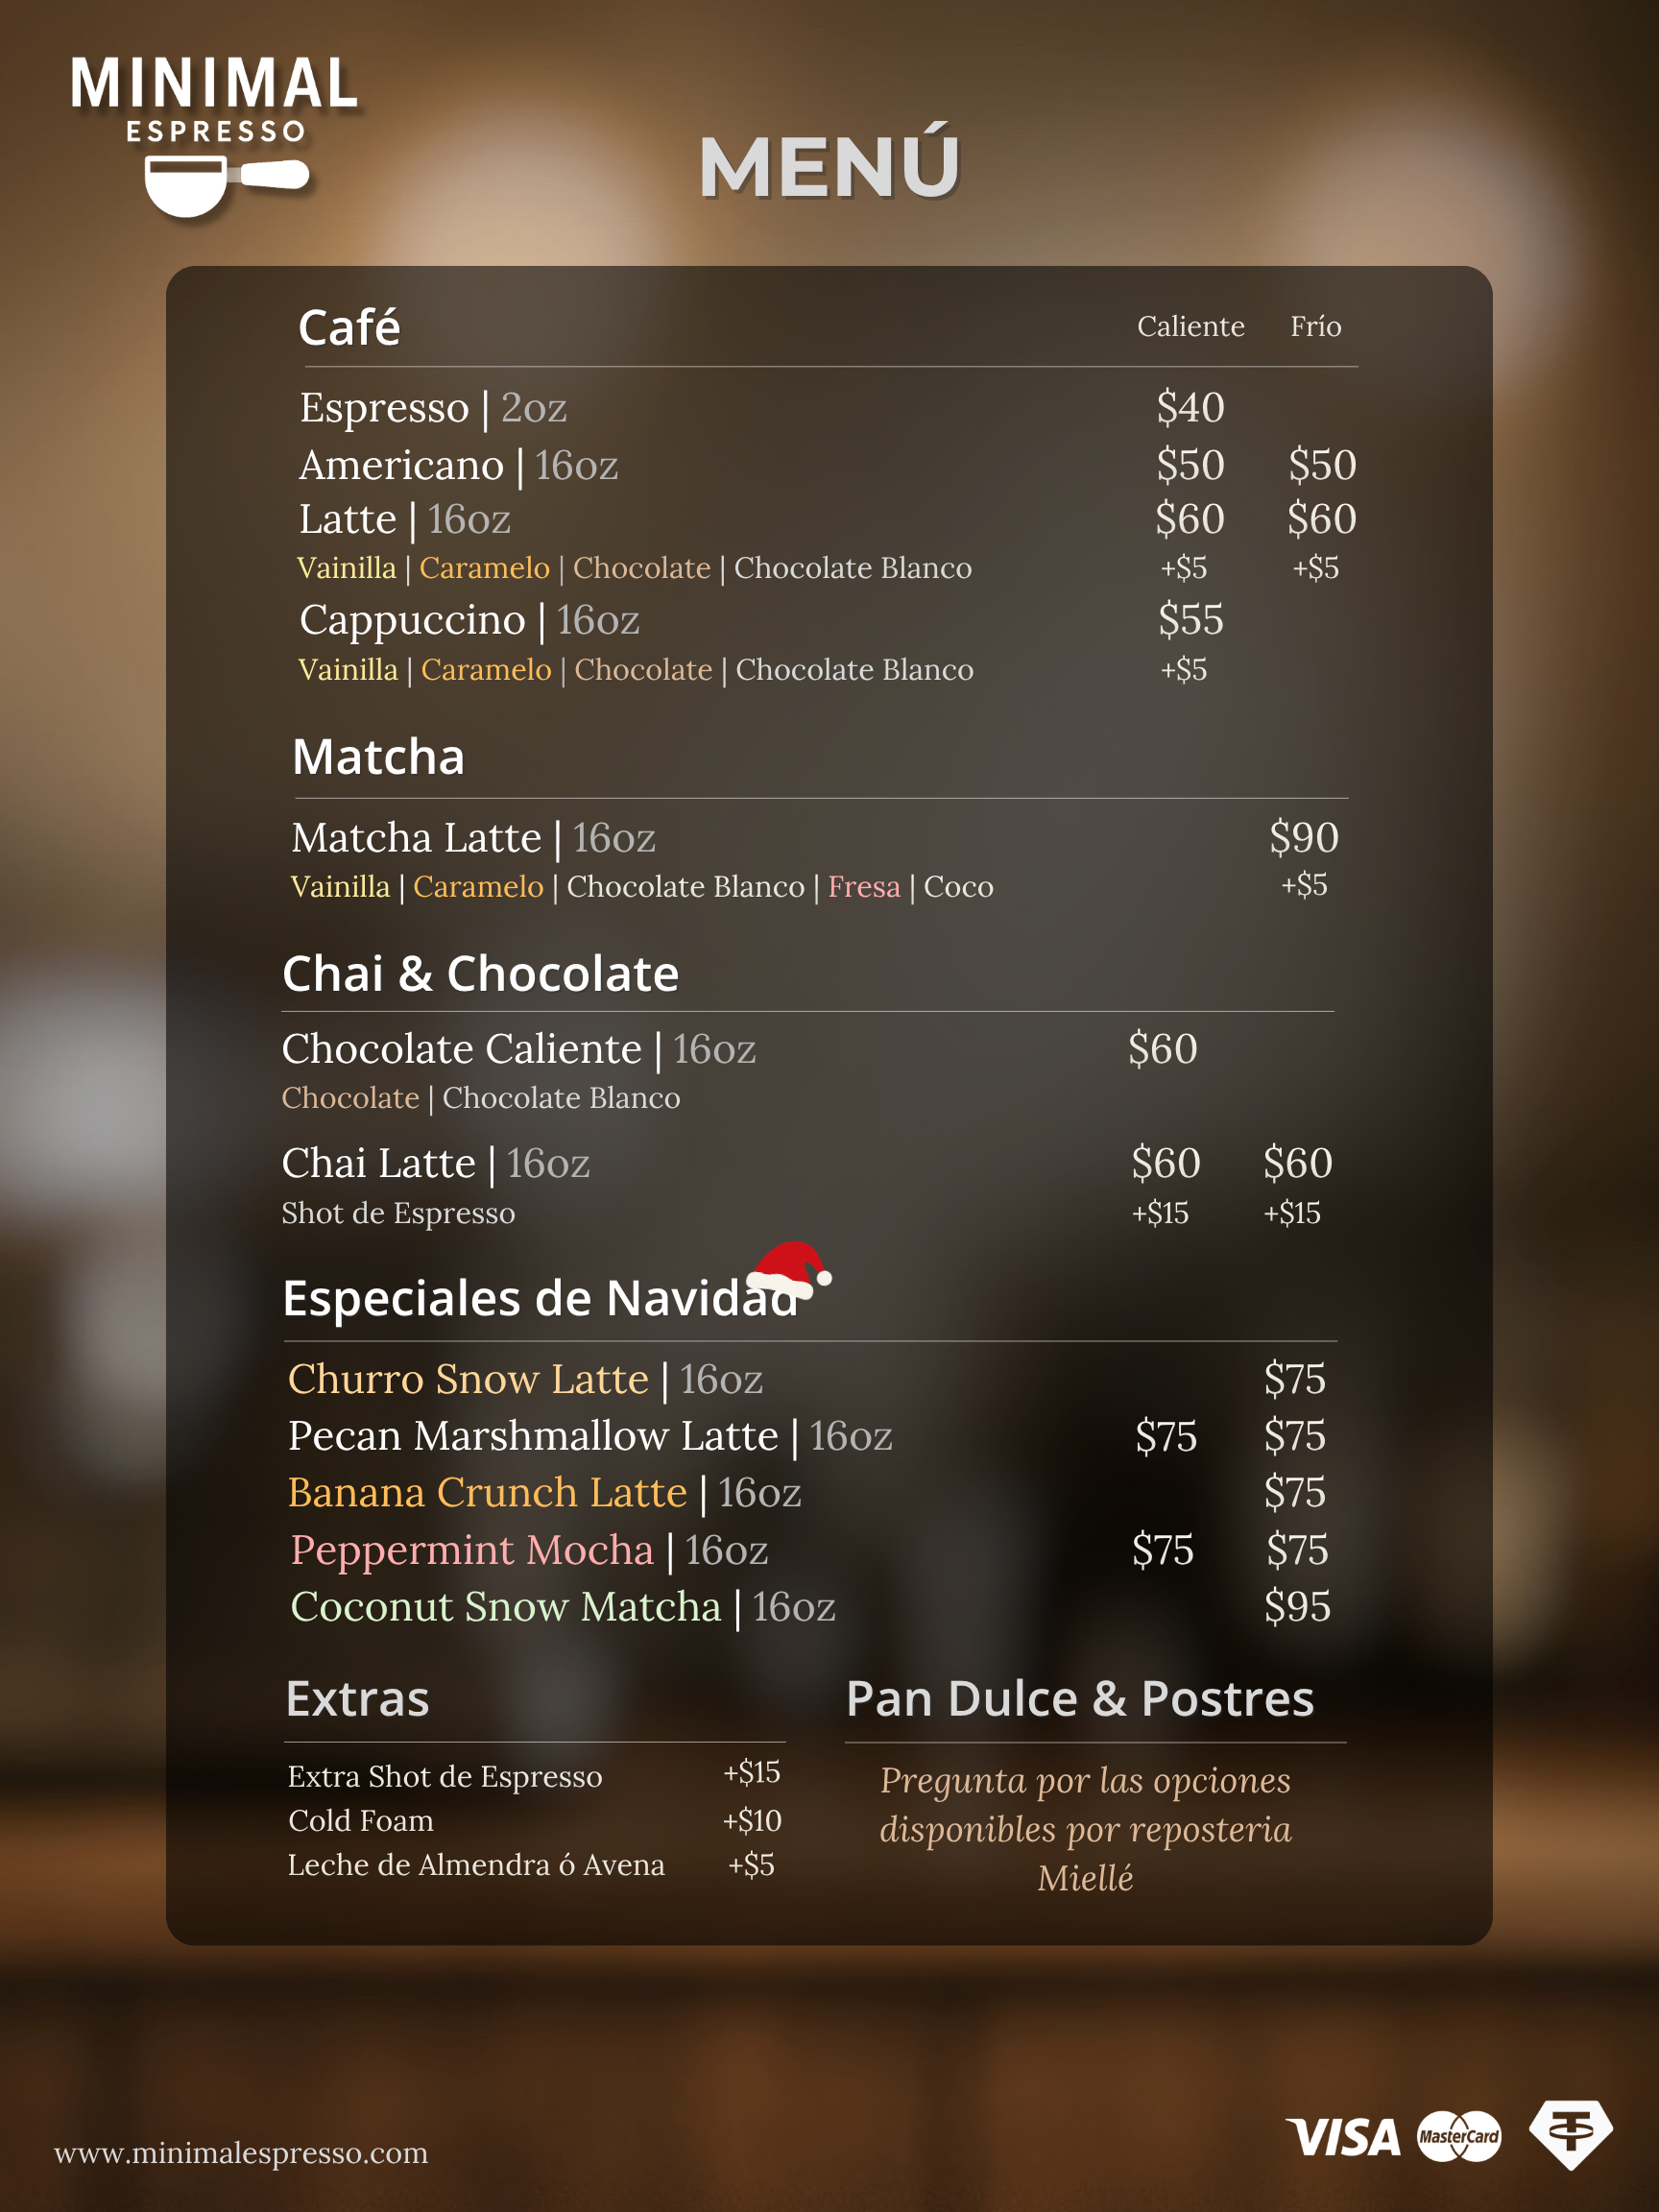 MINIMAL
ESPRESSO
MENÚ
Café Caliente Frío
Espresso | 2oz $40
Americano | 16oz $50 $50
Latte | 16oz $60 $60
Vainilla | Caramelo | Chocolate | Chocolate Blanco +$5 +$5
Cappuccino | 16oz $55
Vainilla | Caramelo | Chocolate | Chocolate Blanco +$5
Matcha
Matcha Latte | 16oz $90
Vainilla | Caramelo | Chocolate Blanco | Fresa | Coco +$5
Chai & Chocolate
Chocolate Caliente | 16oz $60
Chocolate | Chocolate Blanco
Chai Latte | 16oz $60 $60
Shot de Espresso +$15 +$15
Especiales de Navidad
Churro Snow Latte | 16oz $75
Pecan Marshmallow Latte | 16oz $75 $75
Banana Crunch Latte | 16oz $75
Peppermint Mocha | 16oz $75 $75
Coconut Snow Matcha | 16oz $95
Extras
Extra Shot de Espresso +$15
Cold Foam +$10
Leche de Almendra ó Avena +$5
Pan Dulce & Postres
Pregunta por las opciones
disponibles por reposteria
Miellé
www.minimalespresso.com
VISA MasterCard